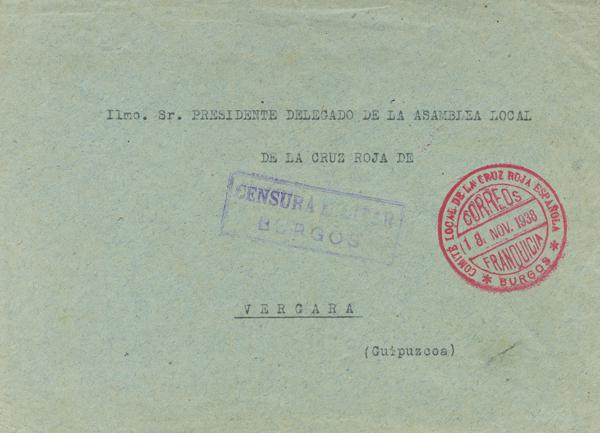 Ilmo. Sr. PRESIDENTE DELEGADO DE LA ASAMBLEA LOCAL
DE LA CRUZ ROJA DE
CENSURA MILITAR
BURGOS
COMITÉ LOCAL DE LA CRUZ ROJA ESPAÑOLA
CORREOS
18. NOV. 1938
FRANQUICIA
* BURGOS *
VERGARA
(Guipuzcoa)